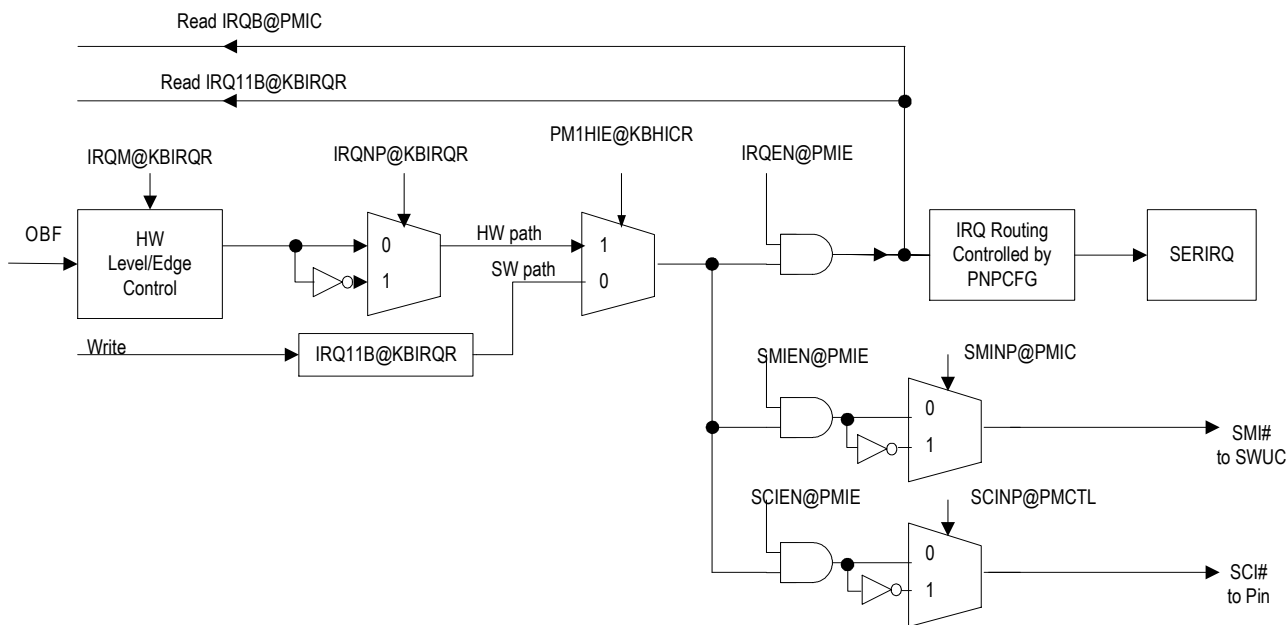 Read IRQB@PMIC
Read IRQ11B@KBIRQR
PM1HIE@KBHICR
IRQM@KBIRQR
IRQNP@KBIRQR
IRQEN@PMIE
OBF
HW
Level/Edge
Control
0
1
HW path
SW path
1
0
IRQ Routing
Controlled by
PNPCFG
SERIRQ
Write
IRQ11B@KBIRQR
SMIEN@PMIE
SMINP@PMIC
0
1
SMI#
to SWUC
SCIEN@PMIE
SCINP@PMCTL
0
1
SCI#
to Pin